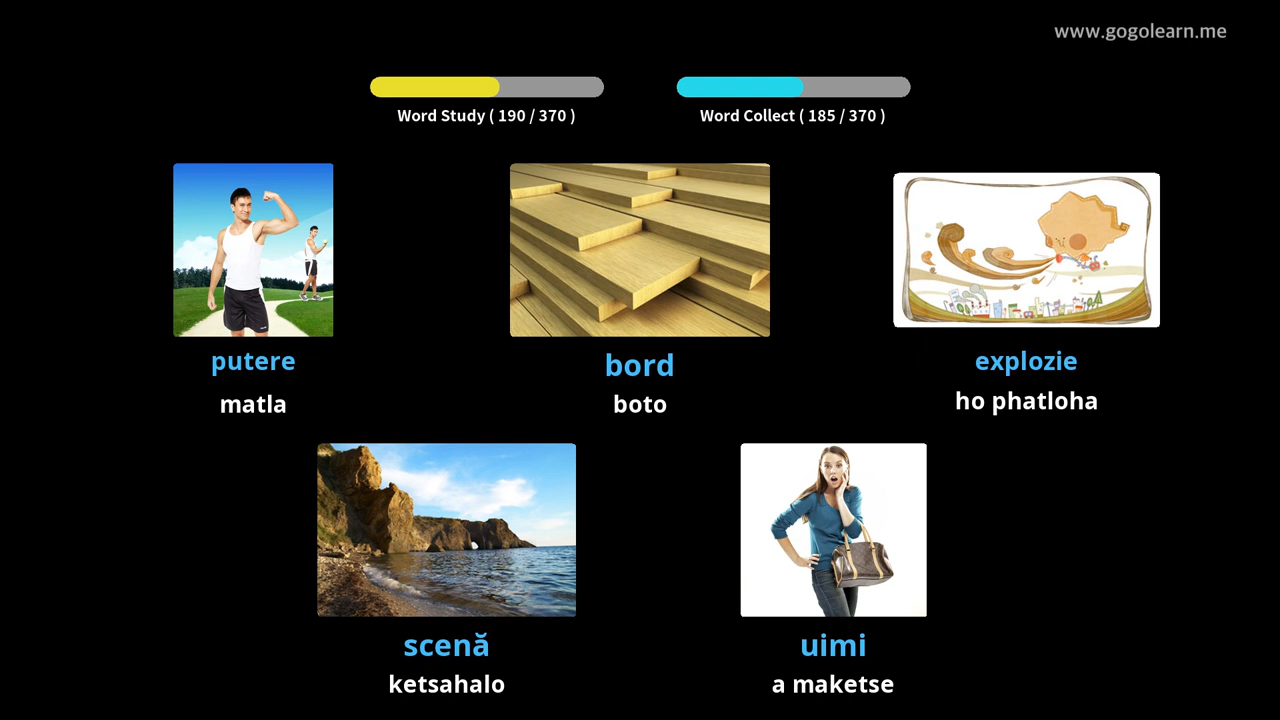 www.gogolearn.me
Word Study ( 190 / 370 )
Word Collect ( 185 / 370 )
putere
matla
bord
boto
explozie
ho phatloha
scenă
ketsahalo
uimi
a maketse